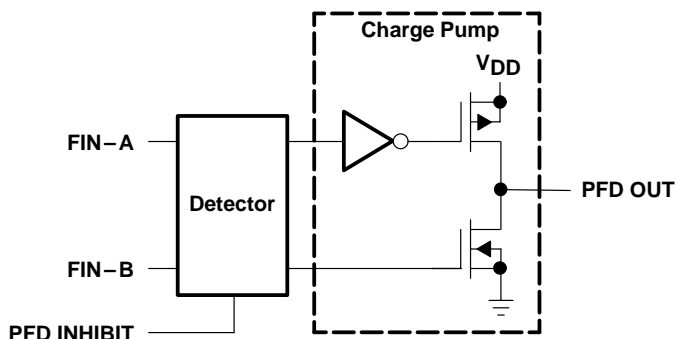 Charge Pump
VDD
FIN–A
Detector
PFD OUT
FIN–B
PFD INHIBIT